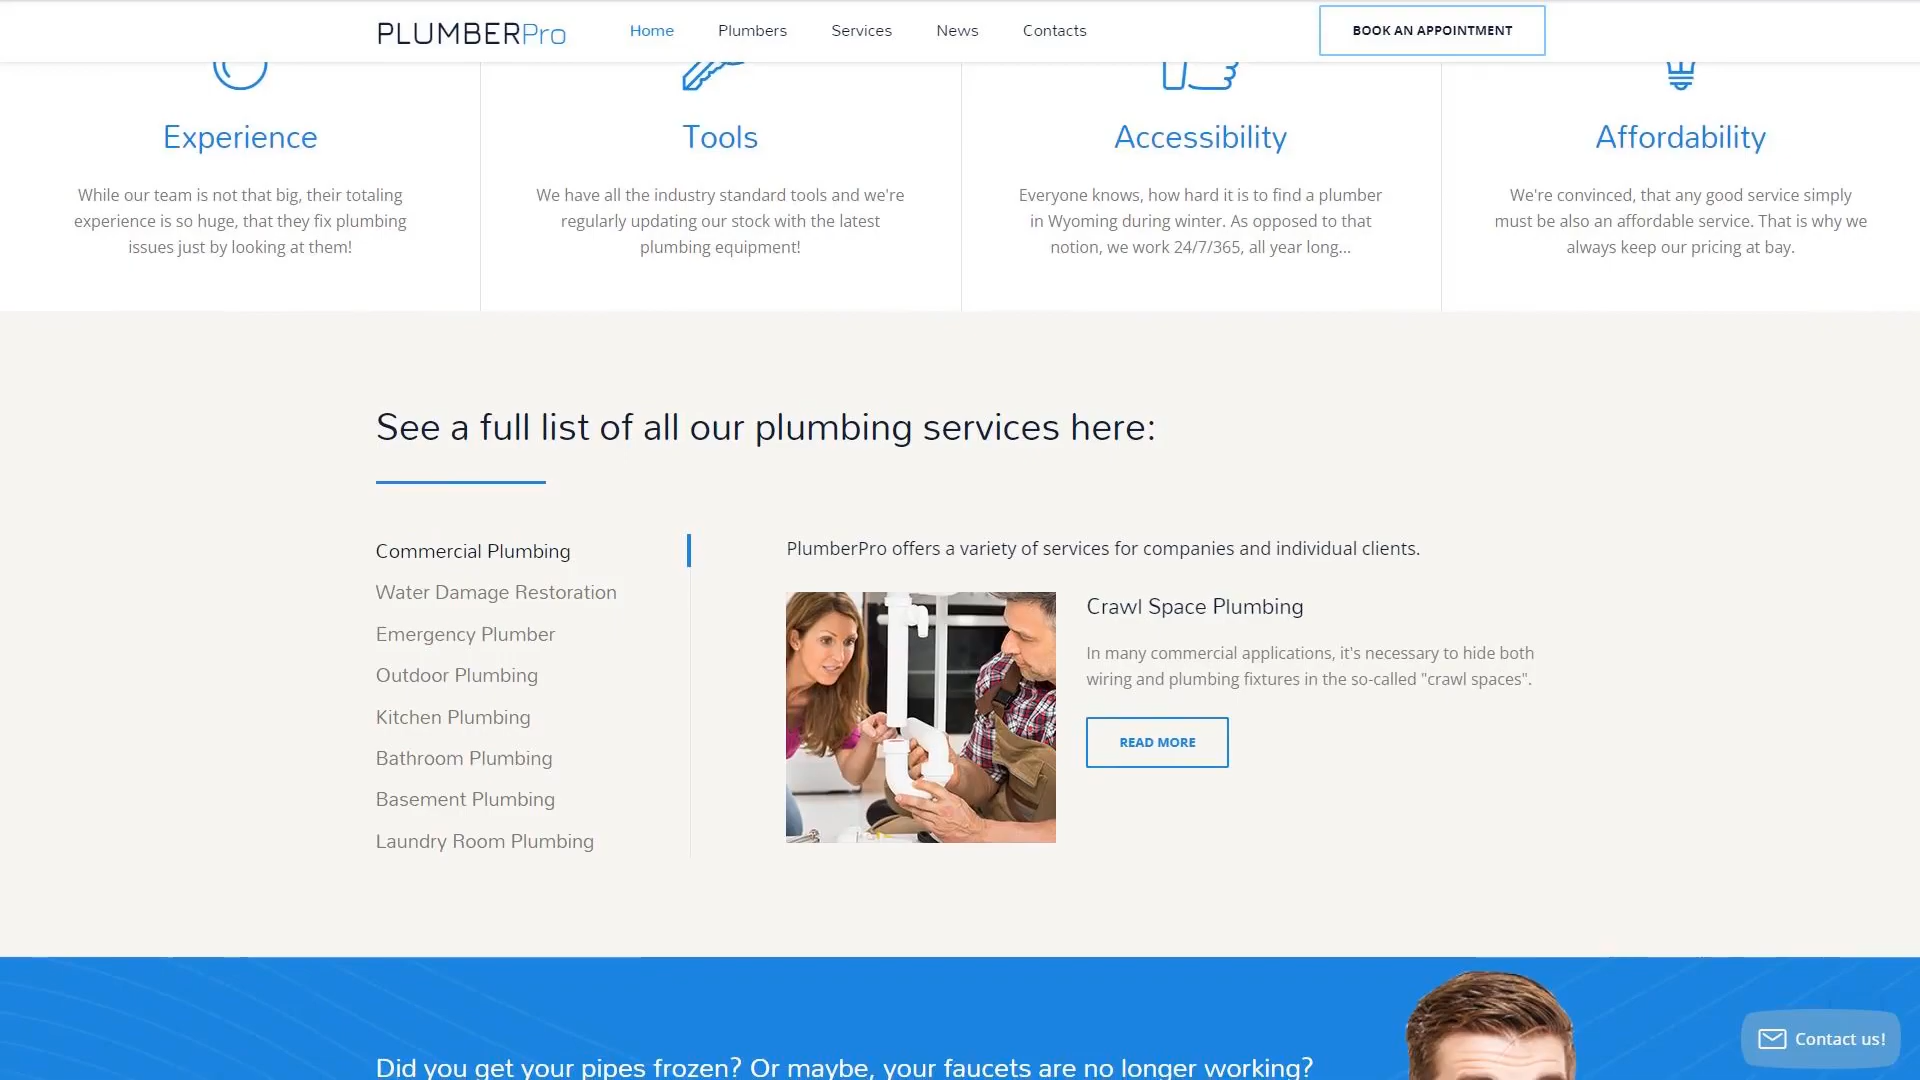 PLUMBERPro
Home
Plumbers
Services
News
Contacts
BOOK AN APPOINTMENT
Experience
While our team is not that big, their totaling
experience is so huge, that they fix plumbing
issues just by looking at them!
Tools
We have all the industry standard tools and we're
regularly updating our stock with the latest
plumbing equipment!
Accessibility
Everyone knows, how hard it is to find a plumber
in Wyoming during winter. As opposed to that
notion, we work 24/7/365, all year long...
Affordability
We're convinced, that any good service simply
must be also an affordable service. That is why we
always keep our pricing at bay.
See a full list of all our plumbing services here:
Commercial Plumbing
Water Damage Restoration
Emergency Plumber
Outdoor Plumbing
Kitchen Plumbing
Bathroom Plumbing
Basement Plumbing
Laundry Room Plumbing
PlumberPro offers a variety of services for companies and individual clients.
Crawl Space Plumbing
In many commercial applications, it's necessary to hide both
wiring and plumbing fixtures in the so-called "crawl spaces".
READ MORE
Did you get your pipes frozen? Or maybe, your faucets are no longer working?
Contact us!